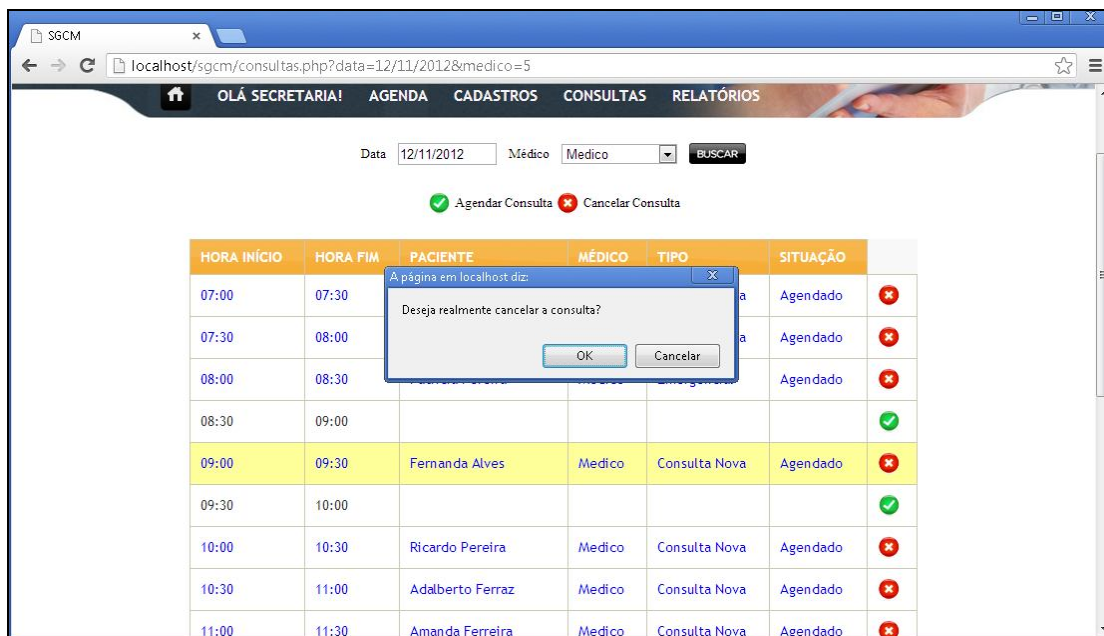 SGCM
localhost/sgcm/consultas.php?data=12/11/2012&medico=5
OLÁ SECRETARIA! AGENDA CADASTROS CONSULTAS RELATÓRIOS
Data 12/11/2012 Médico Medico BUSCAR
Agendar Consulta Cancelar Consulta
HORA INÍCIO HORA FIM PACIENTE MÉDICO TIPO SITUAÇÃO
A página em localhost diz:
Deseja realmente cancelar a consulta?
OK Cancelar
07:00 07:30 Agendado
07:30 08:00 Agendado
08:00 08:30 Agendado
08:30 09:00
09:00 09:30 Fernanda Alves Medico Consulta Nova Agendado
09:30 10:00
10:00 10:30 Ricardo Pereira Medico Consulta Nova Agendado
10:30 11:00 Adalberto Ferraz Medico Consulta Nova Agendado
11:00 11:30 Amanda Ferreira Medico Consulta Nova Agendado